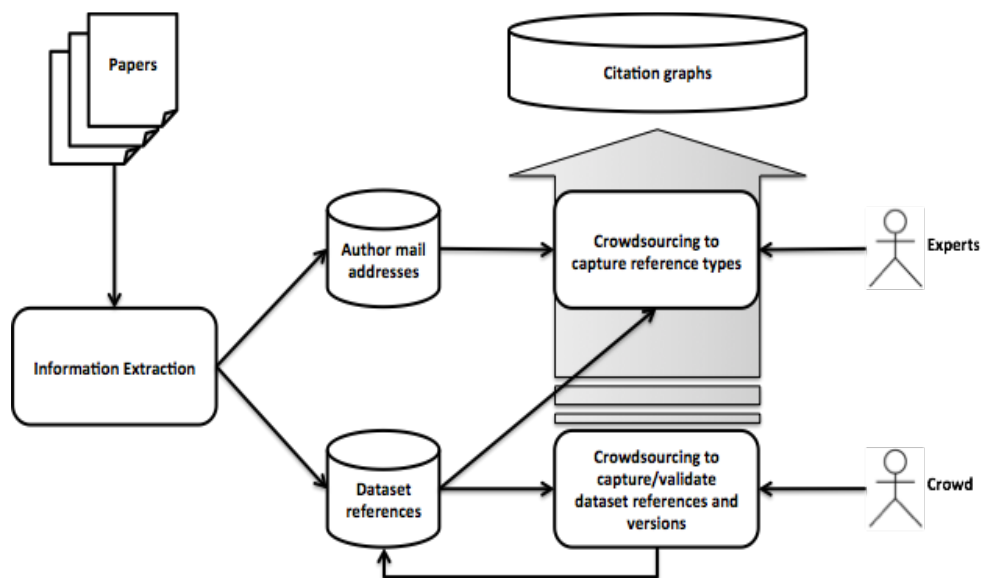 Papers
Citation graphs
Author mail
addresses
Crowdsourcing to
capture reference types
Experts
Information Extraction
Dataset
references
Crowdsourcing to
capture/validate
dataset references and
versions
Crowd